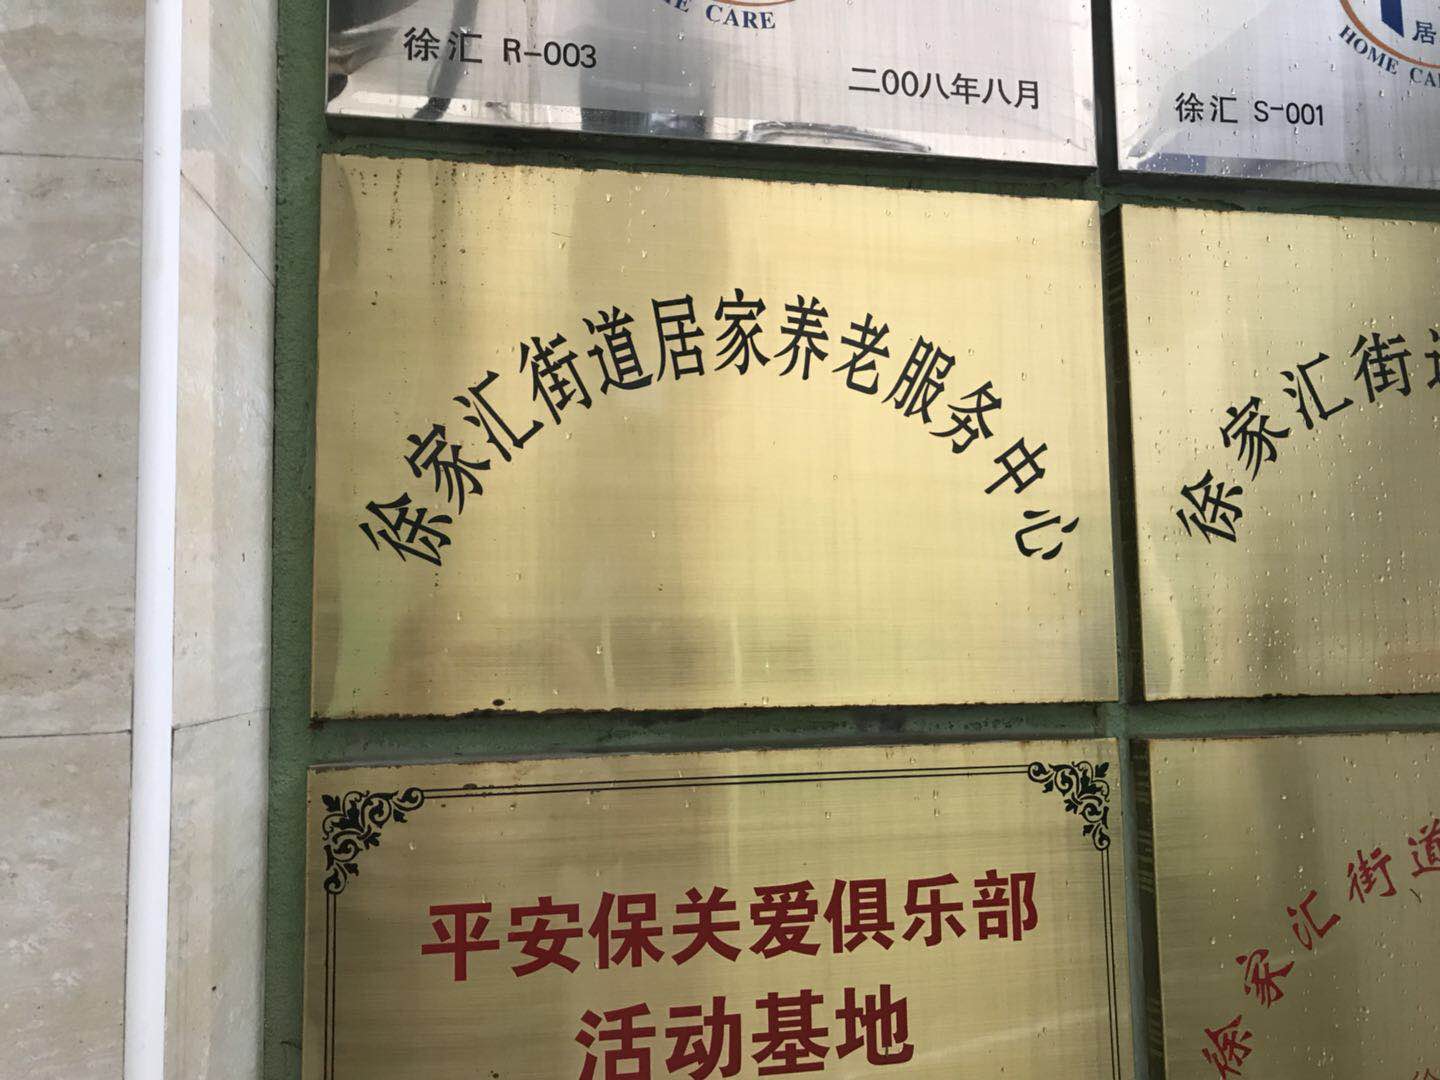 HOME CARE
徐汇 R-003
二00八年八月
居
HOME CA
徐汇 S-001
徐家汇街道居家养老服务中心
徐家汇街
平安保关爱俱乐部
活动基地
徐家汇街道